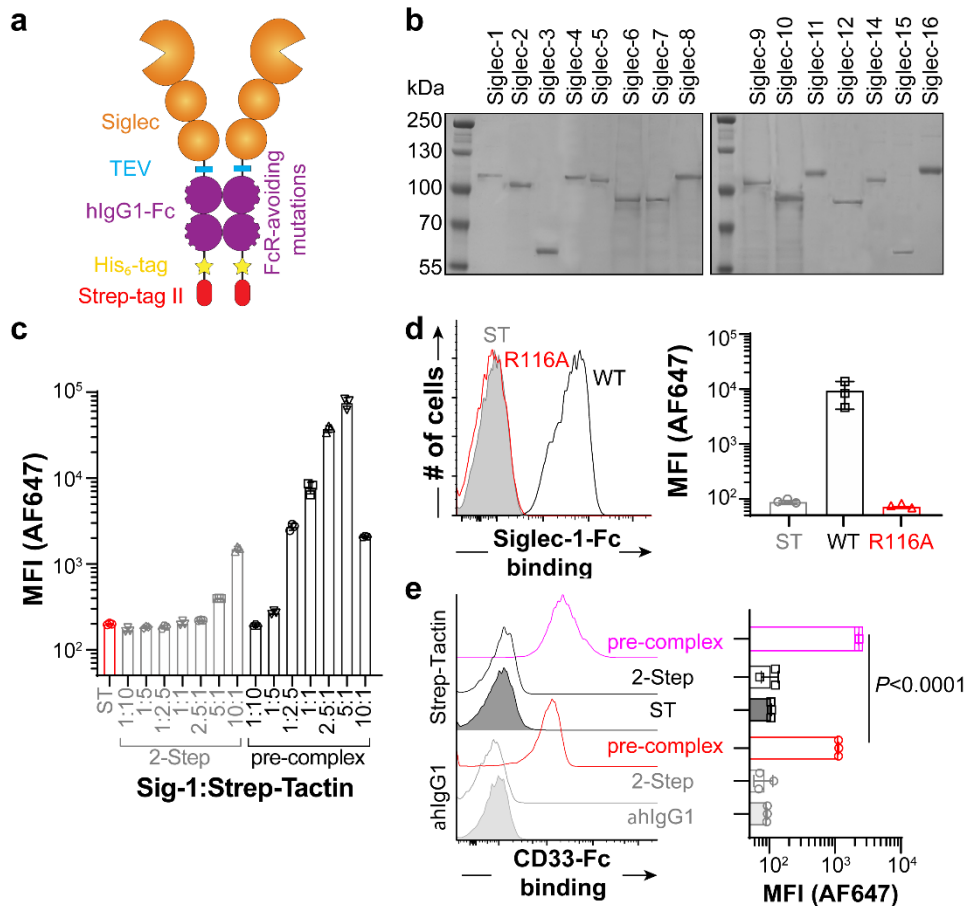 a
Siglec
TEV
hIgG1-Fc
His6-tag
Strep-tag II
FcR-avoiding
mutations
b
kDa
Siglec-1
Siglec-2
Siglec-3
Siglec-4
Siglec-5
Siglec-6
Siglec-7
Siglec-8
Siglec-9
Siglec-10
Siglec-11
Siglec-12
Siglec-14
Siglec-15
Siglec-16
250
130
100
70
55
c
MFI (AF647)
10^5
10^4
10^3
10^2
ST
1:10
1:5
1:2.5
1:1
2.5:1
5:1
10:1
1:10
1:5
1:2.5
1:1
2.5:1
5:1
10:1
2-Step
pre-complex
Sig-1:Strep-Tactin
d
# of cells
ST
R116A
WT
Siglec-1-Fc
binding
MFI (AF647)
10^5
10^4
10^3
10^2
ST
WT
R116A
e
Strep-Tactin
ahIgG1
pre-complex
2-Step
ST
pre-complex
2-Step
ahIgG1
CD33-Fc
binding
P<0.0001
10^2
10^3
10^4
MFI (AF647)